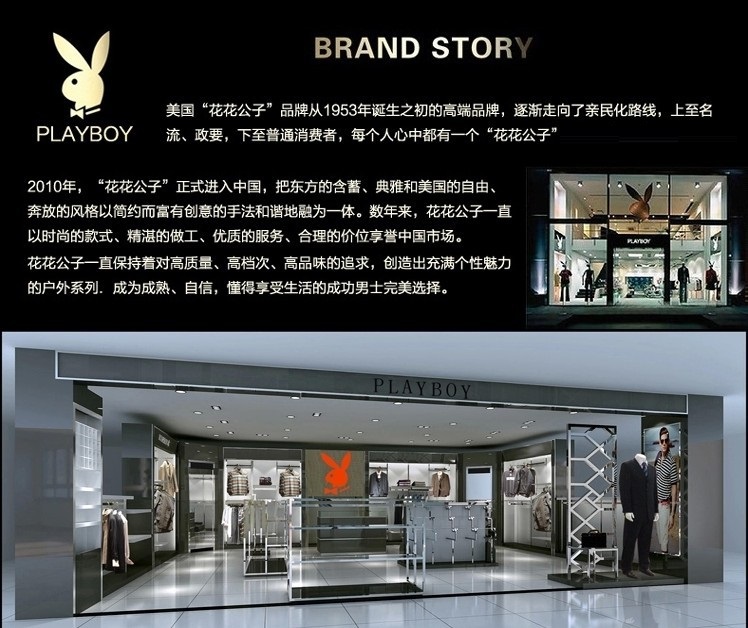 BRAND STORY
PLAYBOY
美国“花花公子”品牌从1953年诞生之初的高端品牌，逐渐走向了亲民化路线，上至名
流、政要，下至普通消费者，每个人心中都有一个“花花公子”
2010年，“花花公子”正式进入中国，把东方的含蓄、典雅和美国的自由、
奔放的风格以简约而富有创意的手法和谐地融为一体。数年来，花花公子一直
以时尚的款式、精湛的做工、优质的服务、合理的价位享誉中国市场。
花花公子一直保持着对高质量、高档次、高品味的追求，创造出充满个性魅力
的户外系列．成为成熟、自信，懂得享受生活的成功男士完美选择。
PLAYBOY
PLAYBOY